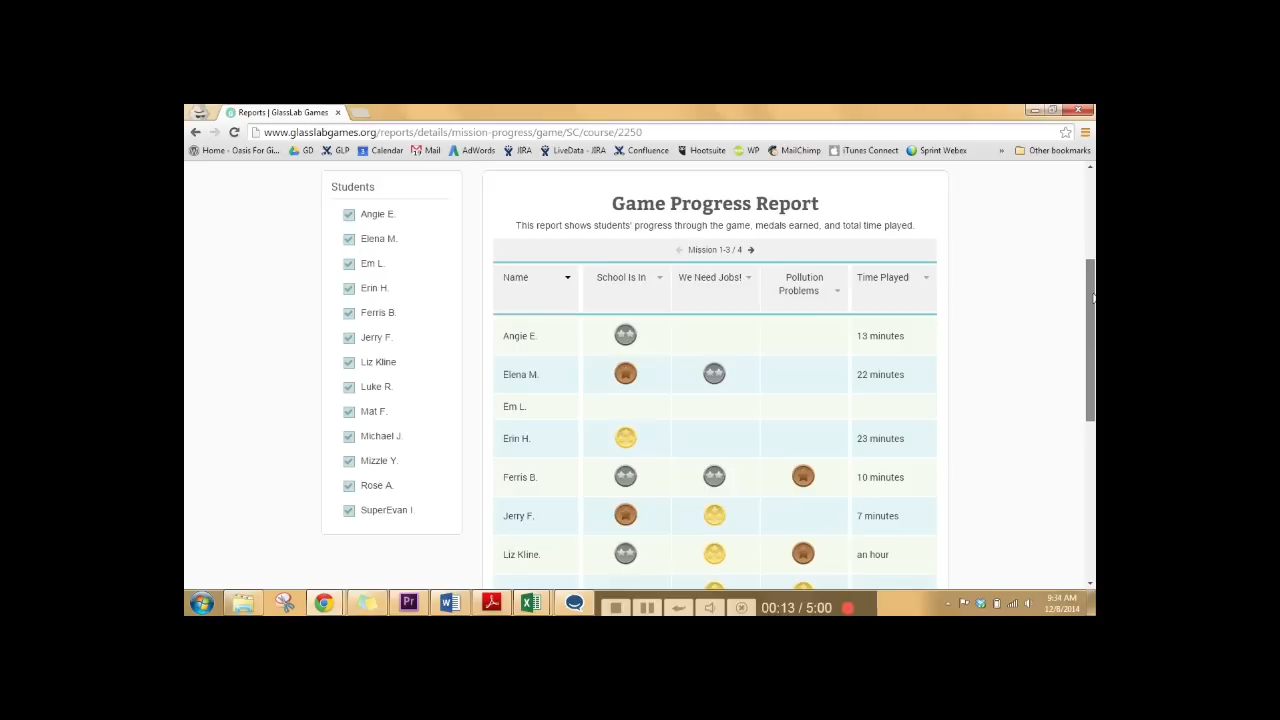 Reports | GlassLab Games
www.glasslabgames.org/reports/details/mission-progress/game/SC/course/2250
Home - Oasis For Gi... GD GLP Calendar Mail AdWords JIRA LiveData - JIRA Confluence Hootsuite WP MailChimp iTunes Connect Sprint Webex » Other bookmarks
Students
Angie E.
Elena M.
Em L.
Erin H.
Ferris B.
Jerry F.
Liz Kline
Luke R.
Mat F.
Michael J.
Mizzle Y.
Rose A.
SuperEvan I
Game Progress Report
This report shows students' progress through the game, medals earned, and total time played.
Mission 1-3 / 4
Name School Is In We Need Jobs! Pollution Problems Time Played
Angie E. 13 minutes
Elena M. 22 minutes
Em L.
Erin H. 23 minutes
Ferris B. 10 minutes
Jerry F. 7 minutes
Liz Kline. an hour
Pr
00:13 / 5:00
9:34 AM
12/8/2014